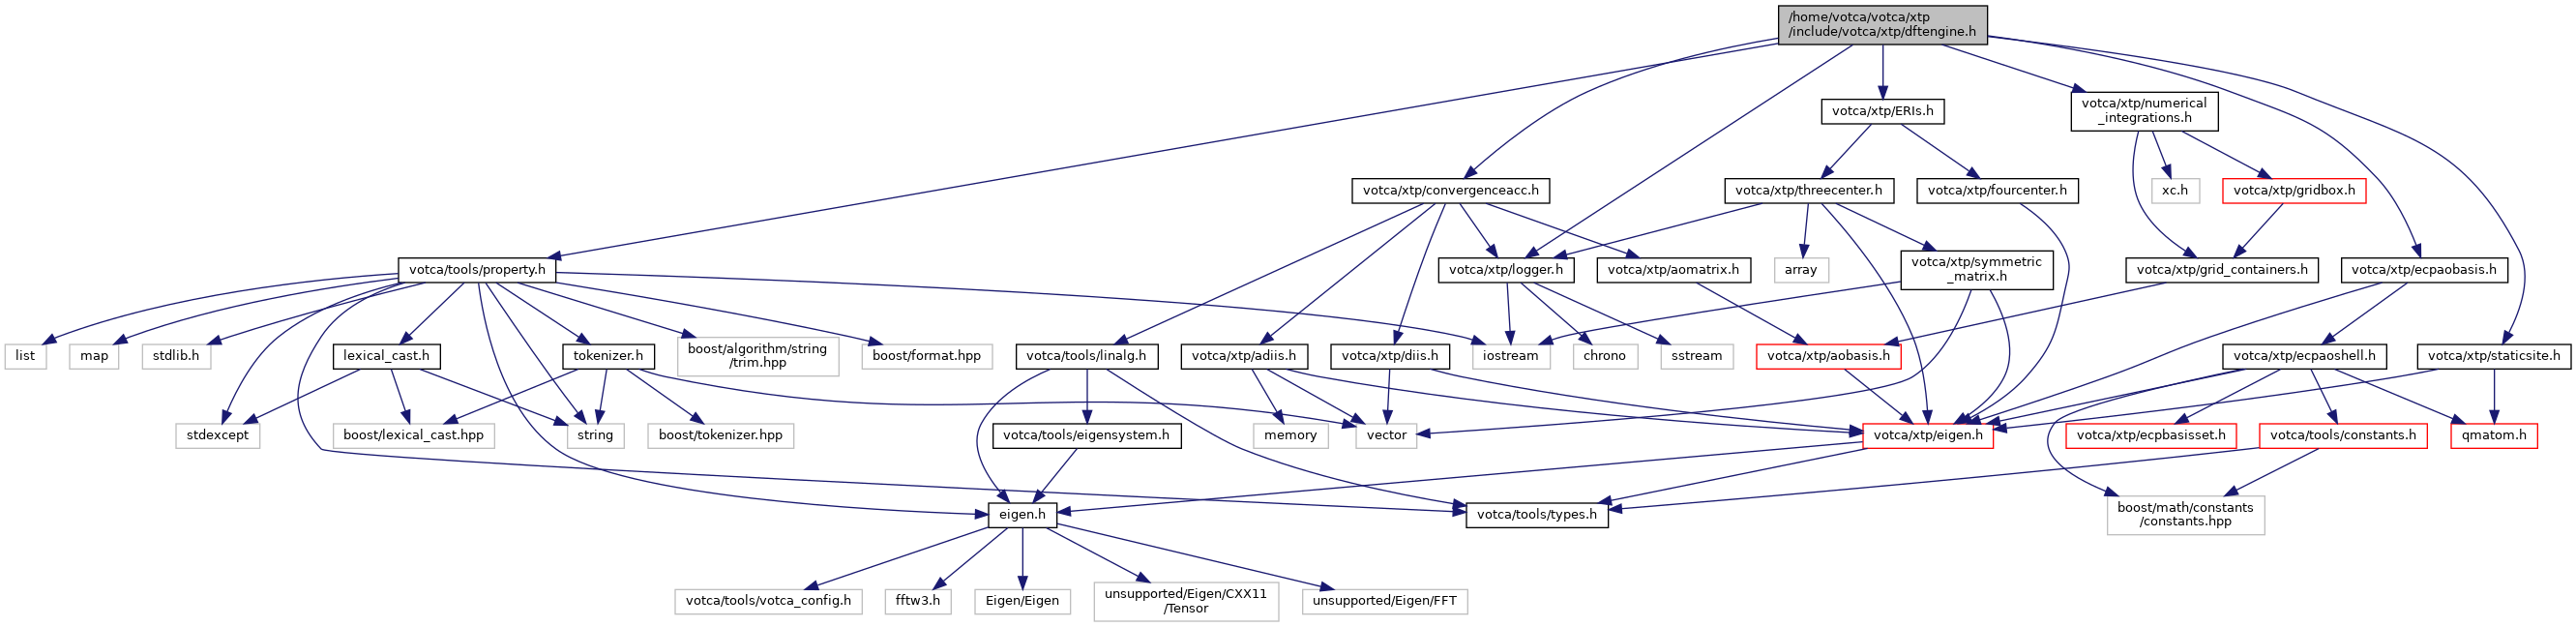 /home/votca/votca/xtp
/include/votca/xtp/dftengine.h
votca/xtp/ERIs.h
votca/xtp/numerical
_integrations.h
votca/xtp/convergenceacc.h
votca/xtp/threecenter.h
votca/xtp/fourcenter.h
xc.h
votca/xtp/gridbox.h
votca/tools/property.h
votca/xtp/logger.h
votca/xtp/aomatrix.h
array
votca/xtp/symmetric
_matrix.h
votca/xtp/grid_containers.h
votca/xtp/ecpaobasis.h
list
map
stdlib.h
lexical_cast.h
tokenizer.h
boost/algorithm/string
/trim.hpp
boost/format.hpp
votca/tools/linalg.h
votca/xtp/adiis.h
votca/xtp/diis.h
iostream
chrono
sstream
votca/xtp/aobasis.h
votca/xtp/ecpaoshell.h
votca/xtp/staticsite.h
stdexcept
boost/lexical_cast.hpp
string
boost/tokenizer.hpp
votca/tools/eigensystem.h
memory
vector
votca/xtp/eigen.h
votca/xtp/ecpbasisset.h
votca/tools/constants.h
qmatom.h
eigen.h
votca/tools/types.h
boost/math/constants
/constants.hpp
votca/tools/votca_config.h
fftw3.h
Eigen/Eigen
unsupported/Eigen/CXX11
/Tensor
unsupported/Eigen/FFT